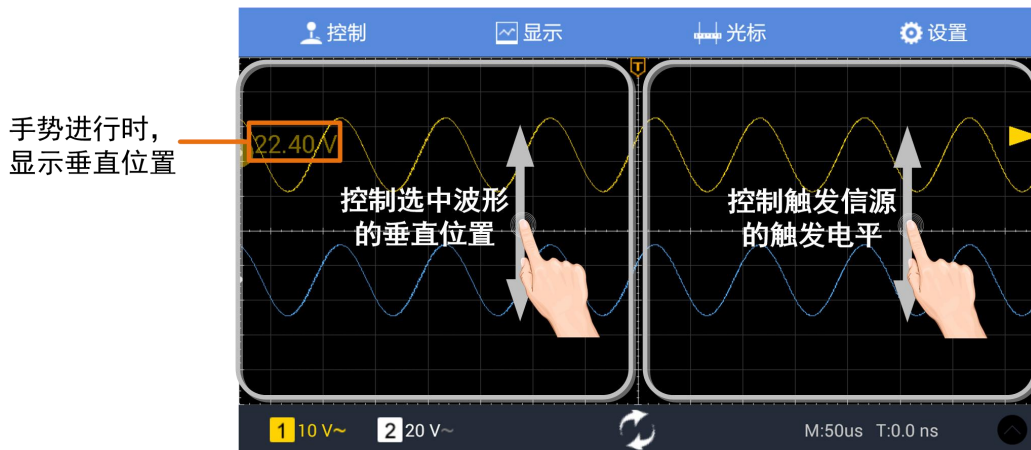 控制
显示
光标
设置
T
手势进行时，
显示垂直位置
22.40 V
控制选中波形
的垂直位置
控制触发信源
的触发电平
1 10 V~
2 20 V~
M:50us T:0.0 ns